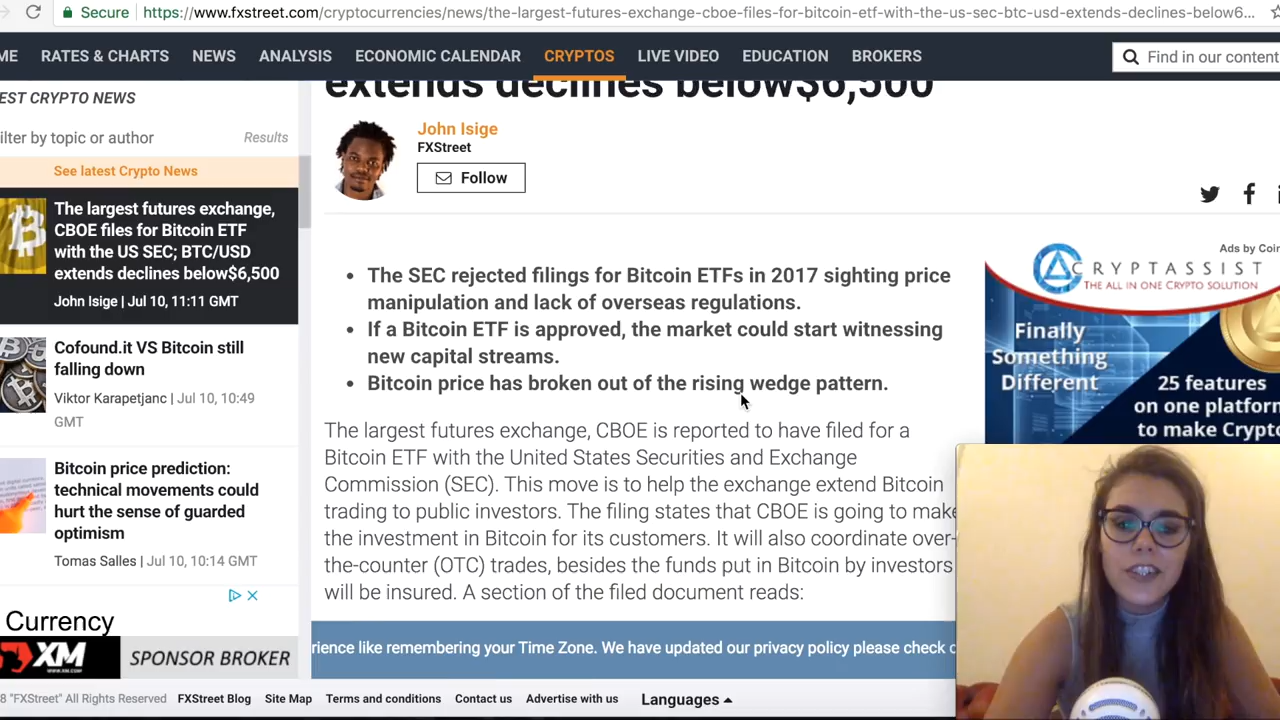 Secure
https://www.fxstreet.com/cryptocurrencies/news/the-largest-futures-exchange-cboe-files-for-bitcoin-etf-with-the-us-sec-btc-usd-extends-declines-below6...
ME RATES & CHARTS NEWS ANALYSIS ECONOMIC CALENDAR CRYPTOS LIVE VIDEO EDUCATION BROKERS
Find in our content
EST CRYPTO NEWS
ilter by topic or author Results
See latest Crypto News
The largest futures exchange,
CBOE files for Bitcoin ETF
with the US SEC; BTC/USD
extends declines below$6,500
John Isige | Jul 10, 11:11 GMT
Cofound.it VS Bitcoin still
falling down
Viktor Karapetjanc | Jul 10, 10:49
GMT
Bitcoin price prediction:
technical movements could
hurt the sense of guarded
optimism
Tomas Salles | Jul 10, 10:14 GMT
Currency
XM
WWW.XM.COM
SPONSOR BROKER
extends declines below$6,500
John Isige
FXStreet
Follow
• The SEC rejected filings for Bitcoin ETFs in 2017 sighting price
manipulation and lack of overseas regulations.
• If a Bitcoin ETF is approved, the market could start witnessing
new capital streams.
• Bitcoin price has broken out of the rising wedge pattern.
The largest futures exchange, CBOE is reported to have filed for a
Bitcoin ETF with the United States Securities and Exchange
Commission (SEC). This move is to help the exchange extend Bitcoin
trading to public investors. The filing states that CBOE is going to make
the investment in Bitcoin for its customers. It will also coordinate over-
the-counter (OTC) trades, besides the funds put in Bitcoin by investors
will be insured. A section of the filed document reads:
Ads by Coin
CRYPTASSIST
THE ALL IN ONE CRYPTO SOLUTION
Finally
Something
Different
25 features
on one platform
to make Crypto
rience like remembering your Time Zone. We have updated our privacy policy please check o
8 "FXStreet" All Rights Reserved FXStreet Blog Site Map Terms and conditions Contact us Advertise with us Languages